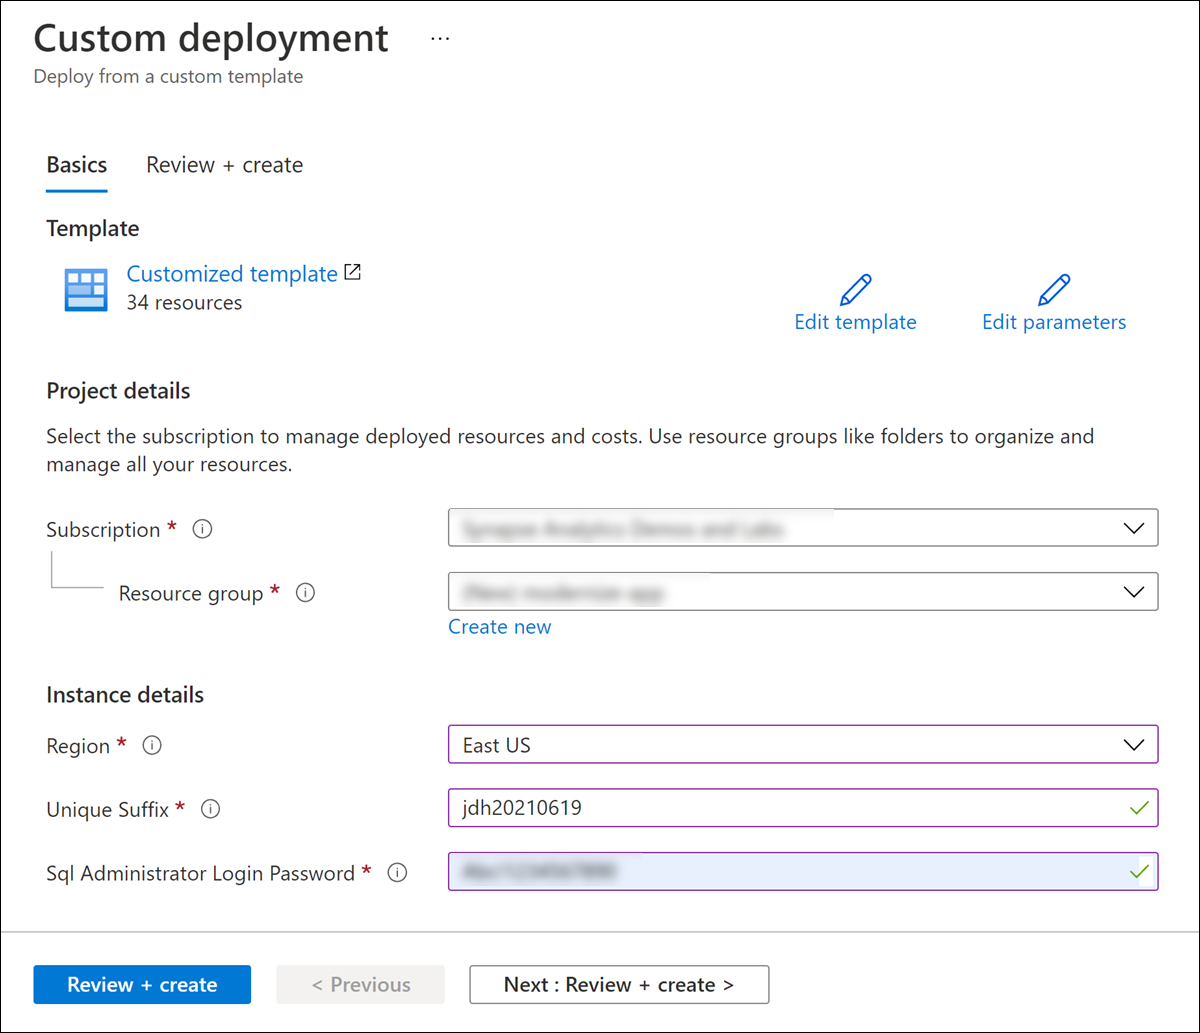 Custom deployment ...
Deploy from a custom template
Basics Review + create
Template
Customized template
34 resources
Edit template Edit parameters
Project details
Select the subscription to manage deployed resources and costs. Use resource groups like folders to organize and
manage all your resources.
Subscription *
Resource group *
Create new
Instance details
Region * East US
Unique Suffix * jdh20210619
Sql Administrator Login Password *
Review + create < Previous Next : Review + create >